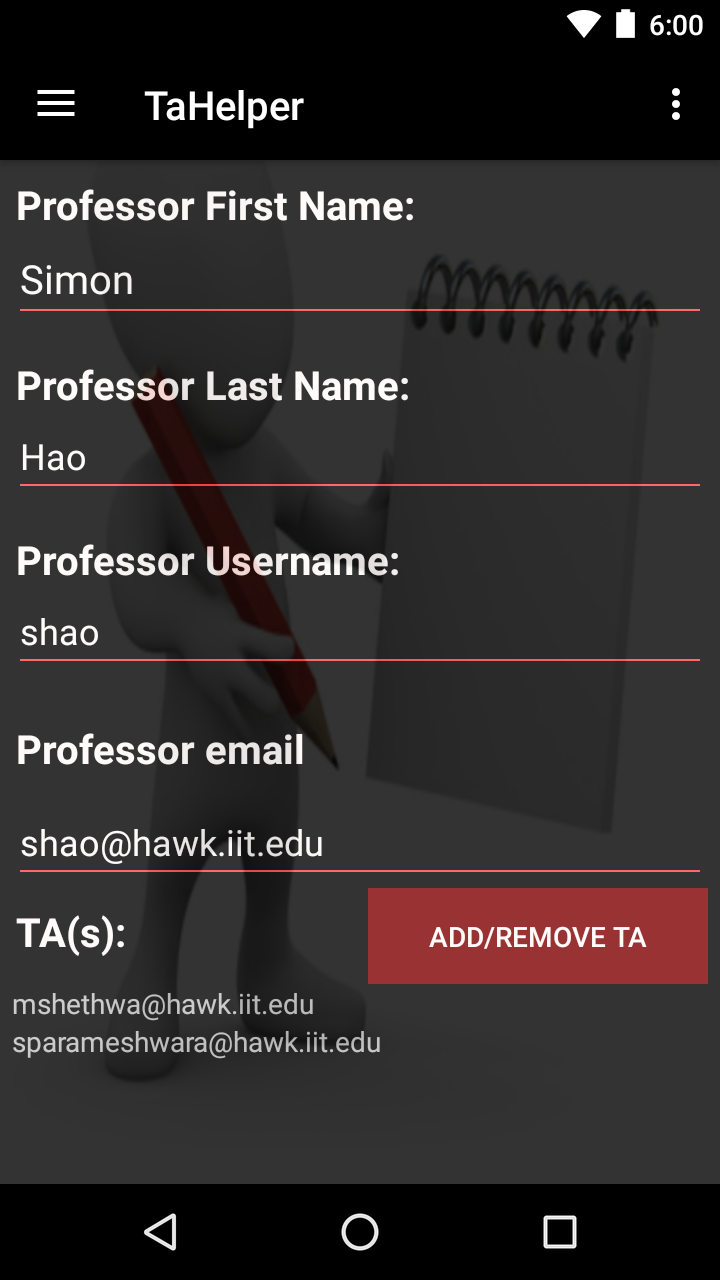 6:00
TaHelper
Professor First Name:
Simon
Professor Last Name:
Hao
Professor Username:
shao
Professor email
shao@hawk.iit.edu
TA(s):
ADD/REMOVE TA
mshethwa@hawk.iit.edu
sparameshwara@hawk.iit.edu